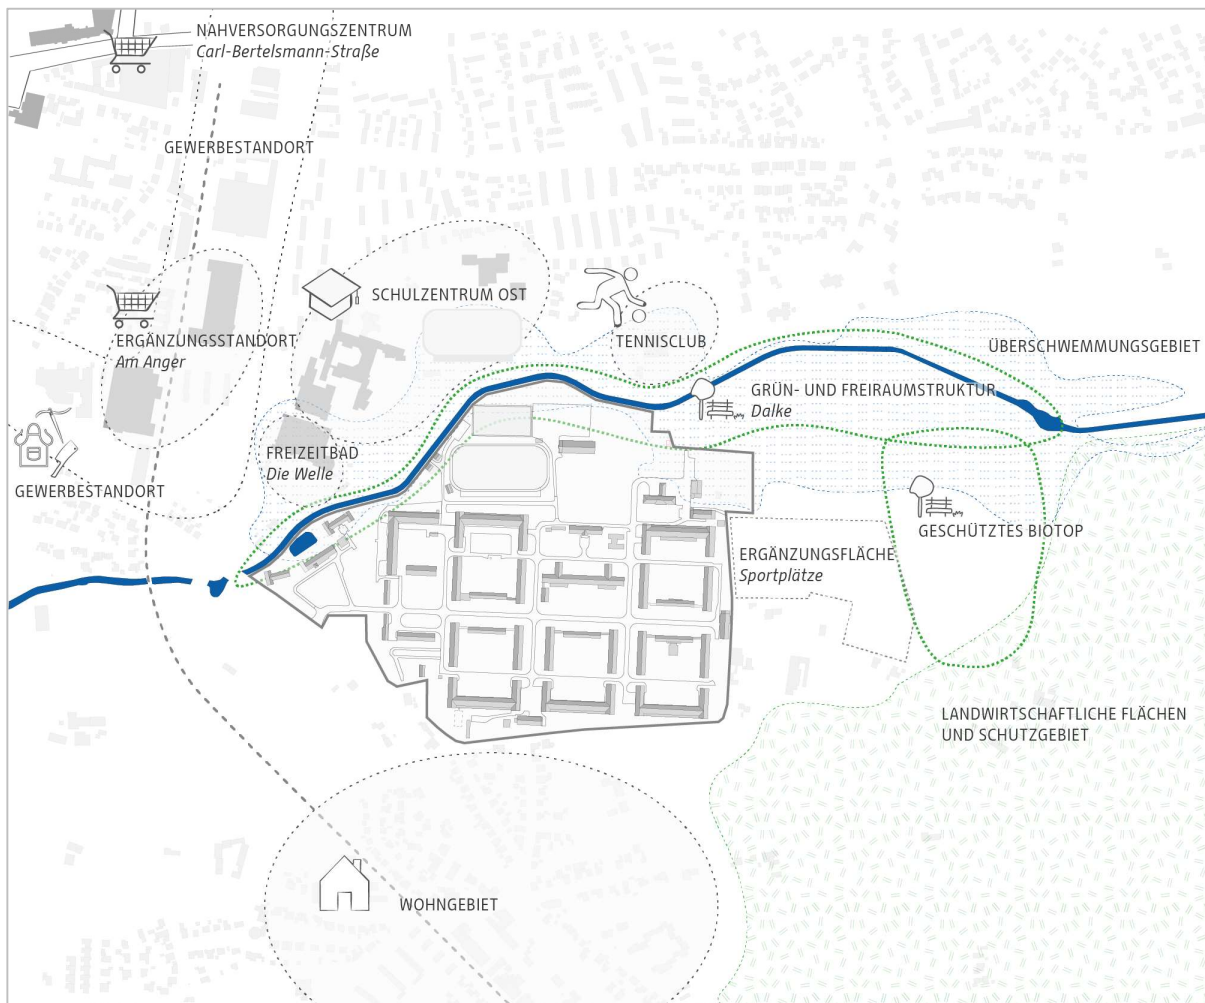 NAHVERSORGUNGSZENTRUM
Carl-Bertelsmann-Straße
GEWERBESTANDORT
SCHULZENTRUM OST
ERGÄNZUNGSSTANDORT
Am Anger
TENNISCLUB
ÜBERSCHWEMMUNGSGEBIET
GRÜN- UND FREIRAUMSTRUKTUR
Dalke
FREIZEITBAD
Die Welle
GEWERBESTANDORT
GESCHÜTZTES BIOTOP
ERGÄNZUNGSFLÄCHE
Sportplätze
LANDWIRTSCHAFTLICHE FLÄCHEN
UND SCHUTZGEBIET
WOHNGEBIET